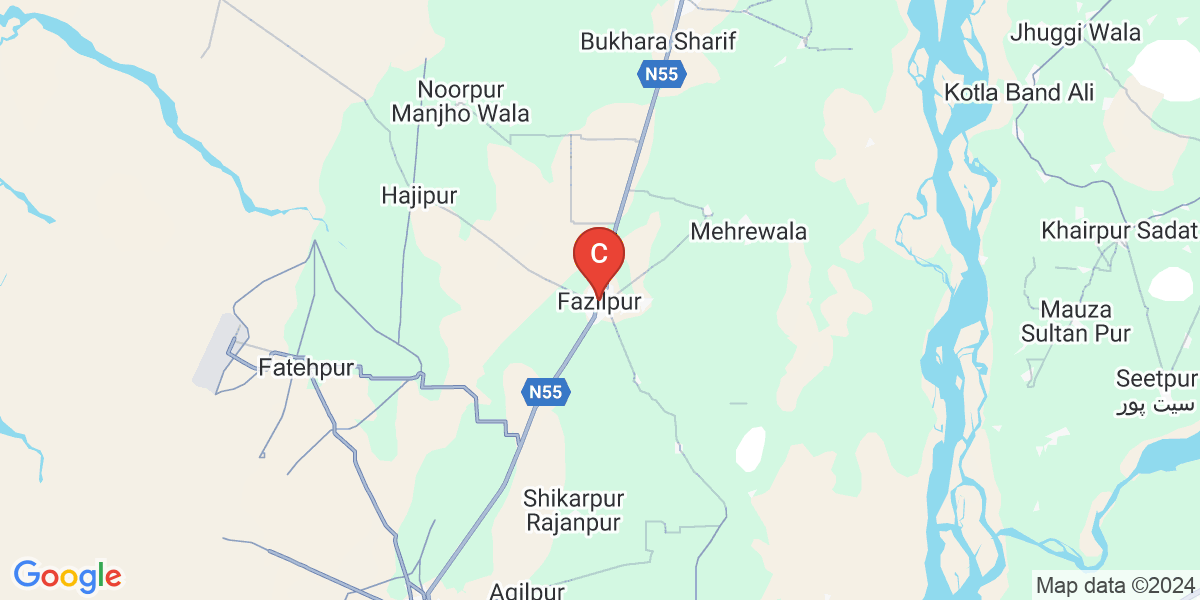 Bukhara Sharif
Jhuggi Wala
N55
Noorpur
Manjho Wala
Kotla Band Ali
Hajipur
Mehrewala
Khairpur Sadat
C
Fazilpur
Mauza
Sultan Pur
Fatehpur
N55
Seetpur
سیت پور
Shikarpur
Rajanpur
Google
Aqilpur
Map data ©2024